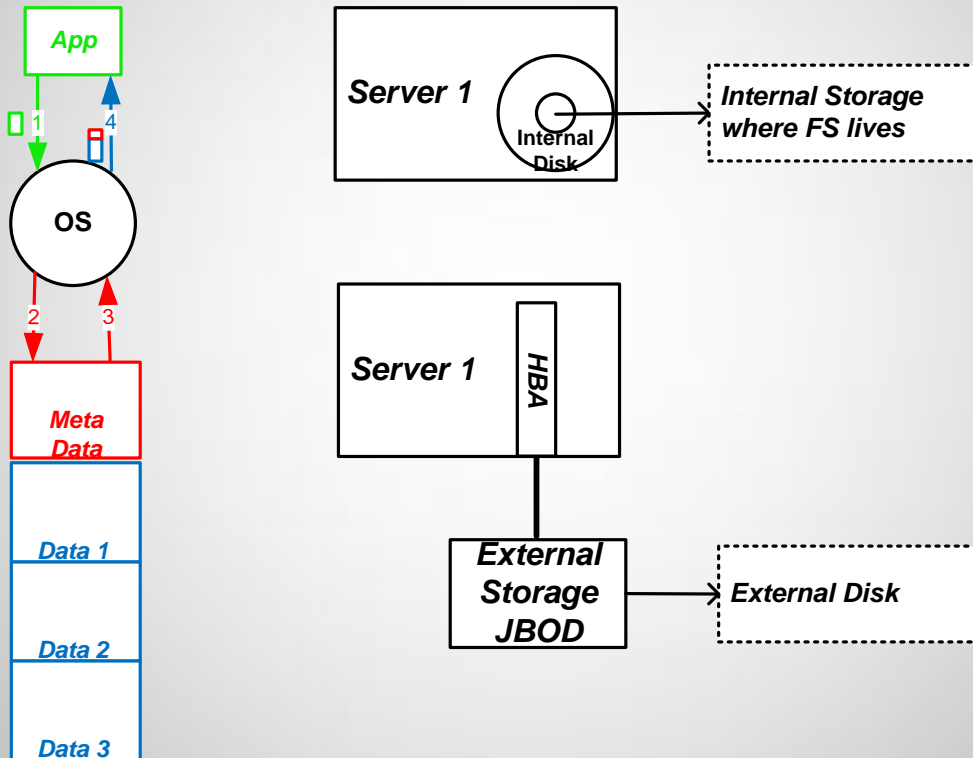 App
1
4
OS
2
3
Meta
Data
Data 1
Data 2
Data 3
Server 1
Internal
Disk
Internal Storage
where FS lives
Server 1
HBA
External
Storage
JBOD
External Disk